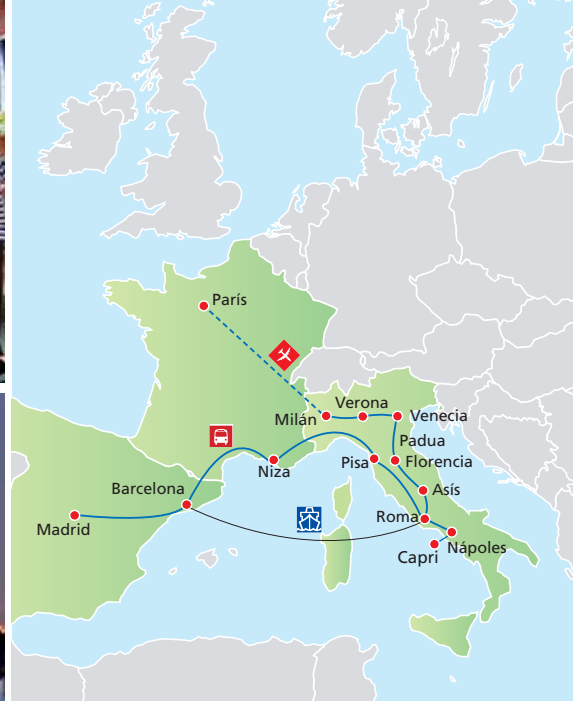 París
Verona
Milán
Venecia
Padua
Florencia
Pisa
Niza
Asís
Barcelona
Roma
Madrid
Nápoles
Capri